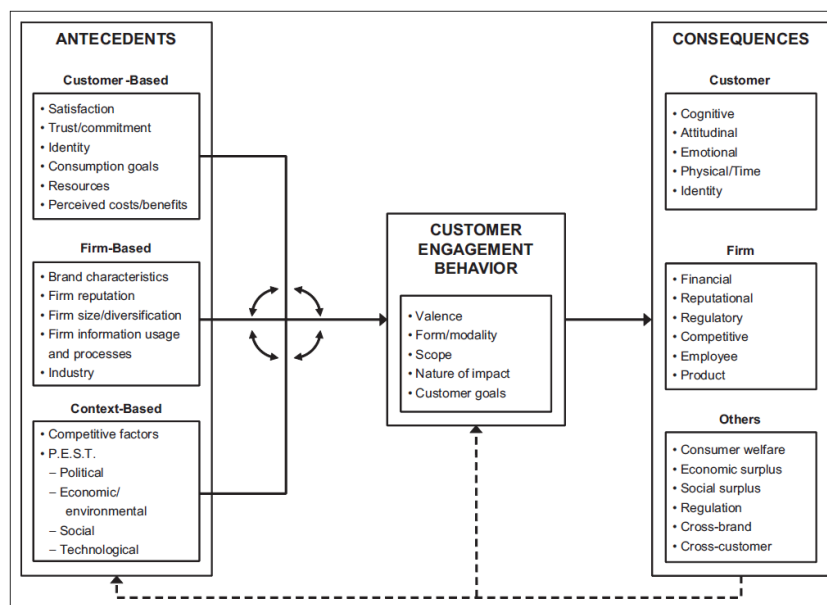 ANTECEDENTS
Customer-Based
• Satisfaction
• Trust/commitment
• Identity
• Consumption goals
• Resources
• Perceived costs/benefits
Firm-Based
• Brand characteristics
• Firm reputation
• Firm size/diversification
• Firm information usage
and processes
• Industry
Context-Based
• Competitive factors
• P.E.S.T.
– Political
– Economic/
environmental
– Social
– Technological
CUSTOMER
ENGAGEMENT
BEHAVIOR
• Valence
• Form/modality
• Scope
• Nature of impact
• Customer goals
CONSEQUENCES
Customer
• Cognitive
• Attitudinal
• Emotional
• Physical/Time
• Identity
Firm
• Financial
• Reputational
• Regulatory
• Competitive
• Employee
• Product
Others
• Consumer welfare
• Economic surplus
• Social surplus
• Regulation
• Cross-brand
• Cross-customer